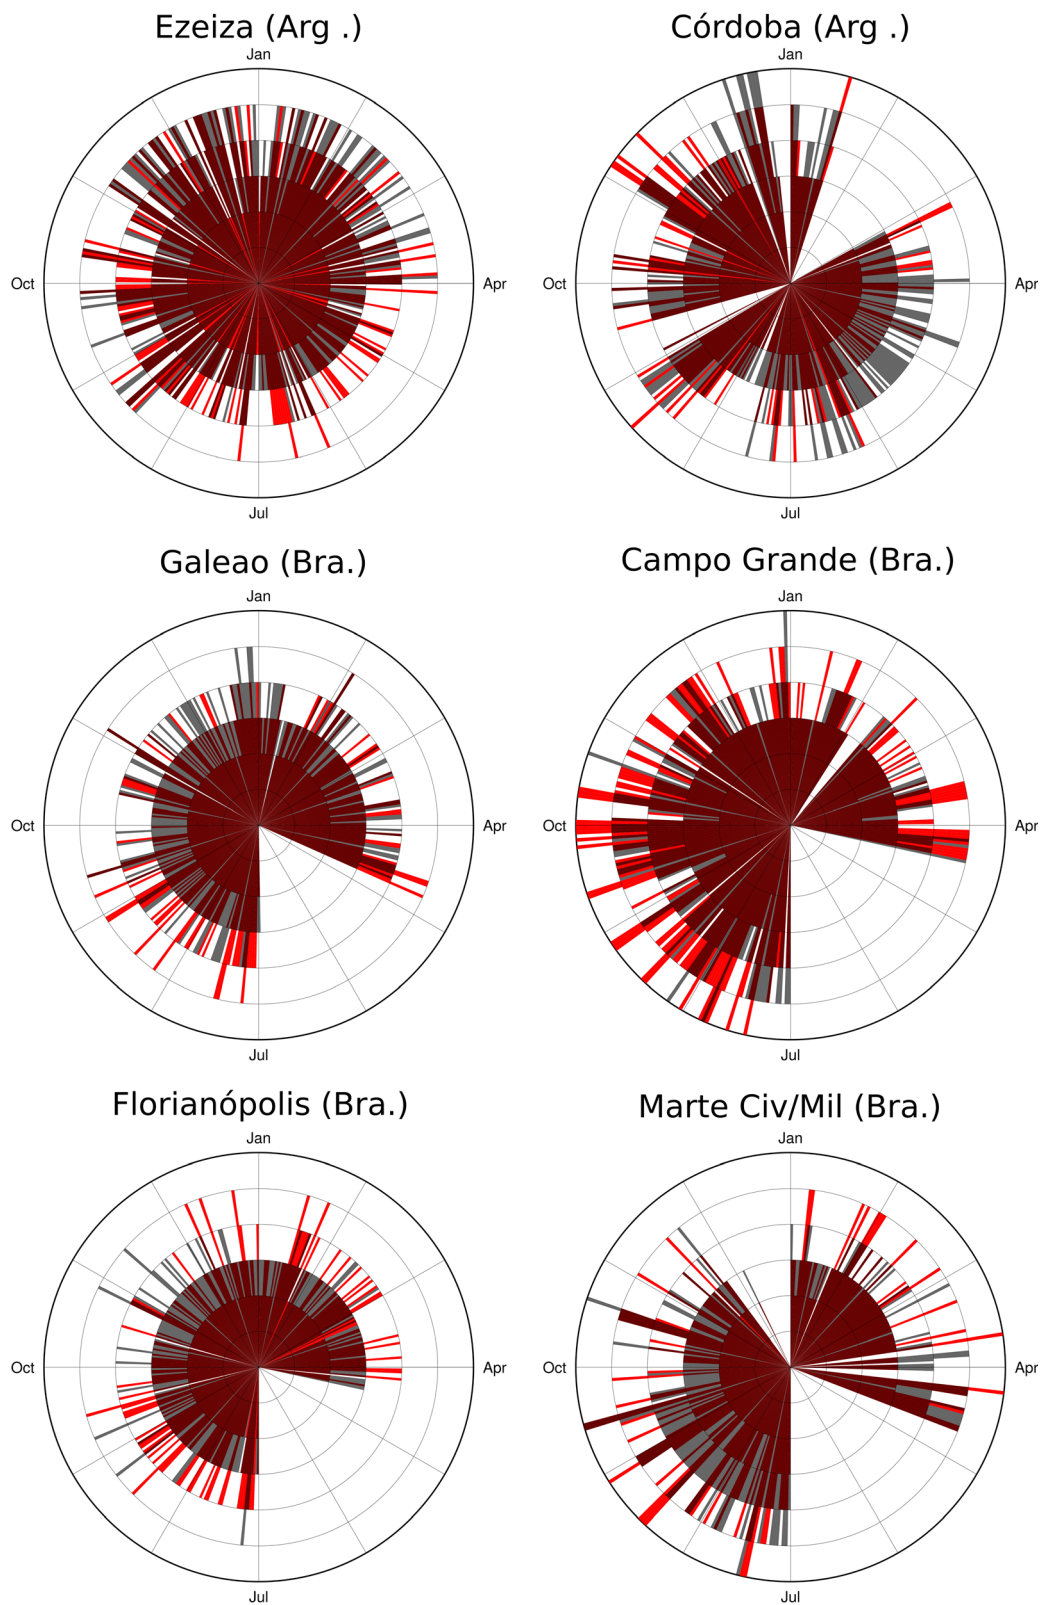 Ezeiza (Arg .)
Córdoba (Arg .)
Jan
Jan
Oct
Apr
Oct
Apr
Jul
Jul
Galeao (Bra.)
Campo Grande (Bra.)
Jan
Jan
Oct
Apr
Oct
Apr
Jul
Jul
Florianópolis (Bra.)
Marte Civ/Mil (Bra.)
Jan
Jan
Oct
Apr
Oct
Apr
Jul
Jul